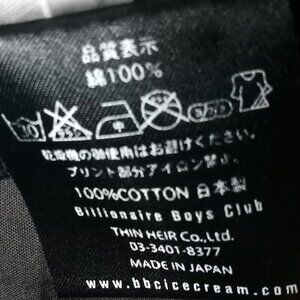 品質表示
綿100%
乾燥機の御使用はお避けください。
プリント部分アイロン禁止。
100%COTTON 日本製
Billionaire Boys Club
THIN HEIR Co.,Ltd.
03-3401-8377
MADE IN JAPAN
www.bbcicecream.com